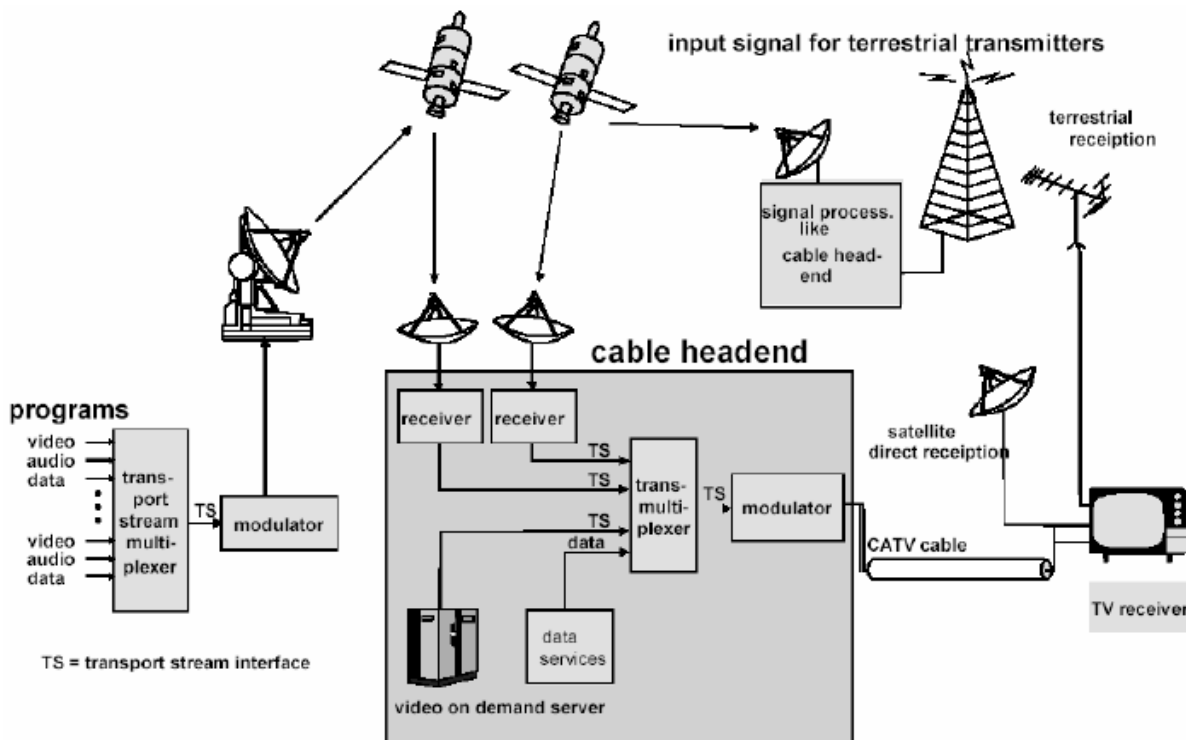 input signal for terrestrial transmitters
terrestrial
receiption
signal process.
like
cable head-
end
cable headend
programs
video
audio
data
video
audio
data
trans-
port
stream
multi-
plexer
TS
modulator
receiver
receiver
TS
TS
TS
data
trans-
multi-
plexer
TS
modulator
satellite
direct receiption
CATV cable
TV receiver
data
services
video on demand server
TS = transport stream interface